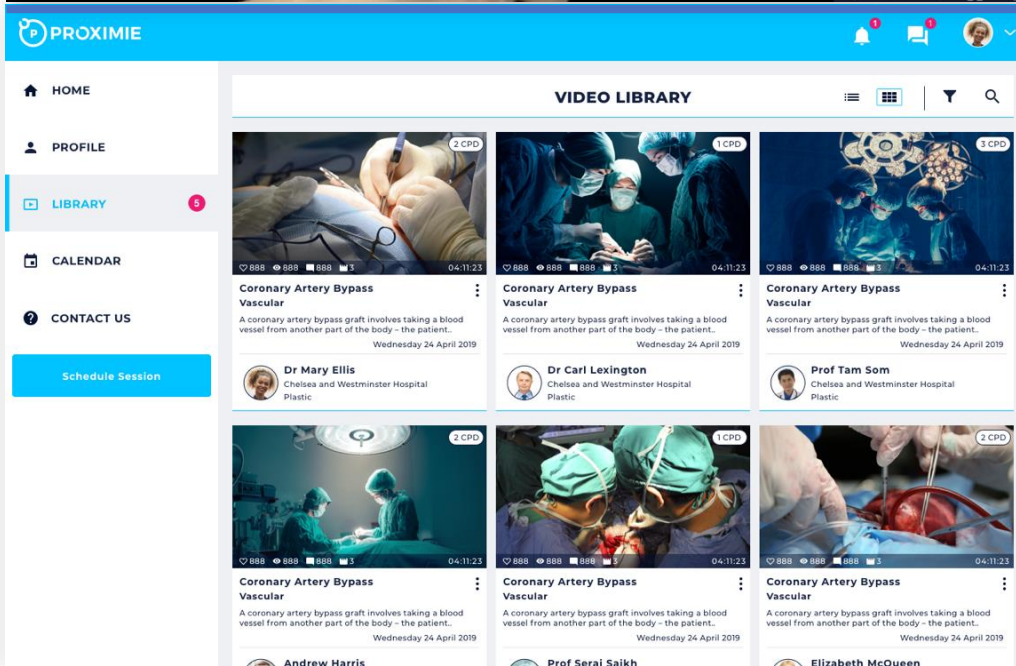 PROXIMIE
1
1
HOME
PROFILE
LIBRARY
5
CALENDAR
CONTACT US
Schedule Session
VIDEO LIBRARY
2 CPD
888 888 888 3 04:11:23
Coronary Artery Bypass
Vascular
A coronary artery bypass graft involves taking a blood
vessel from another part of the body – the patient..
Wednesday 24 April 2019
Dr Mary Ellis
Chelsea and Westminster Hospital
Plastic
1 CPD
888 888 888 3 04:11:23
Coronary Artery Bypass
Vascular
A coronary artery bypass graft involves taking a blood
vessel from another part of the body – the patient..
Wednesday 24 April 2019
Dr Carl Lexington
Chelsea and Westminster Hospital
Plastic
3 CPD
888 888 888 3 04:11:23
Coronary Artery Bypass
Vascular
A coronary artery bypass graft involves taking a blood
vessel from another part of the body – the patient..
Wednesday 24 April 2019
Prof Tam Som
Chelsea and Westminster Hospital
Plastic
2 CPD
888 888 888 3 04:11:23
Coronary Artery Bypass
Vascular
A coronary artery bypass graft involves taking a blood
vessel from another part of the body – the patient..
Wednesday 24 April 2019
Andrew Harris
1 CPD
888 888 888 3 04:11:23
Coronary Artery Bypass
Vascular
A coronary artery bypass graft involves taking a blood
vessel from another part of the body – the patient..
Wednesday 24 April 2019
Prof Seraj Saikh
2 CPD
888 888 888 3 04:11:23
Coronary Artery Bypass
Vascular
A coronary artery bypass graft involves taking a blood
vessel from another part of the body – the patient..
Wednesday 24 April 2019
Elizabeth McQueen